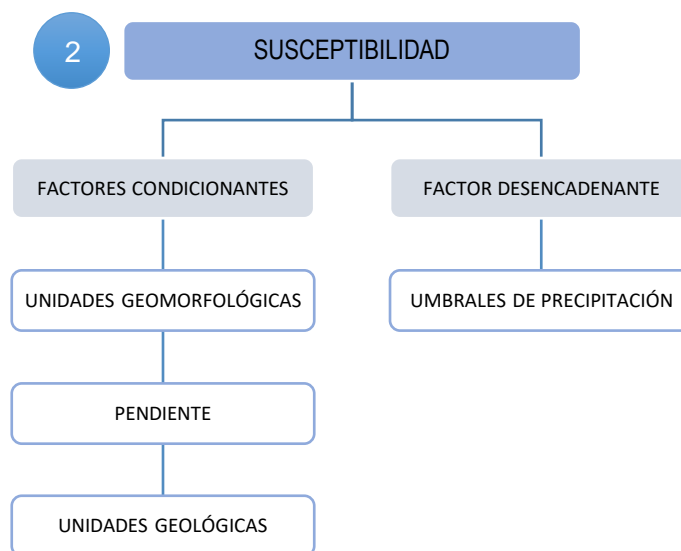 2
SUSCEPTIBILIDAD
FACTORES CONDICIONANTES
FACTOR DESENCADENANTE
UNIDADES GEOMORFOLÓGICAS
UMBRALES DE PRECIPITACIÓN
PENDIENTE
UNIDADES GEOLÓGICAS